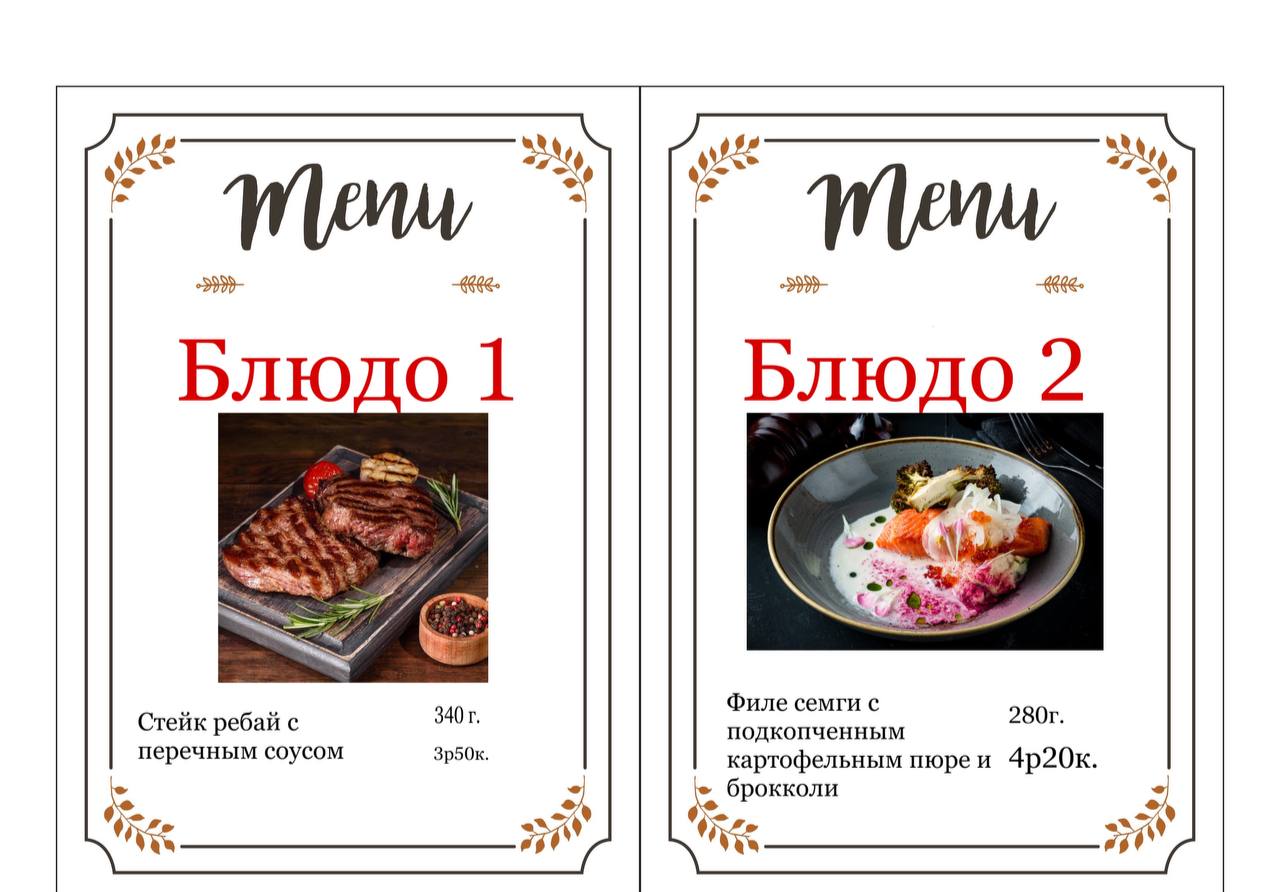 Menu
Блюдо 1
Стейк ребай с
перечным соусом
340 г.
3р50к.
Menu
Блюдо 2
Филе семги с
подкопченным
картофельным пюре и
брокколи
280г.
4р20к.